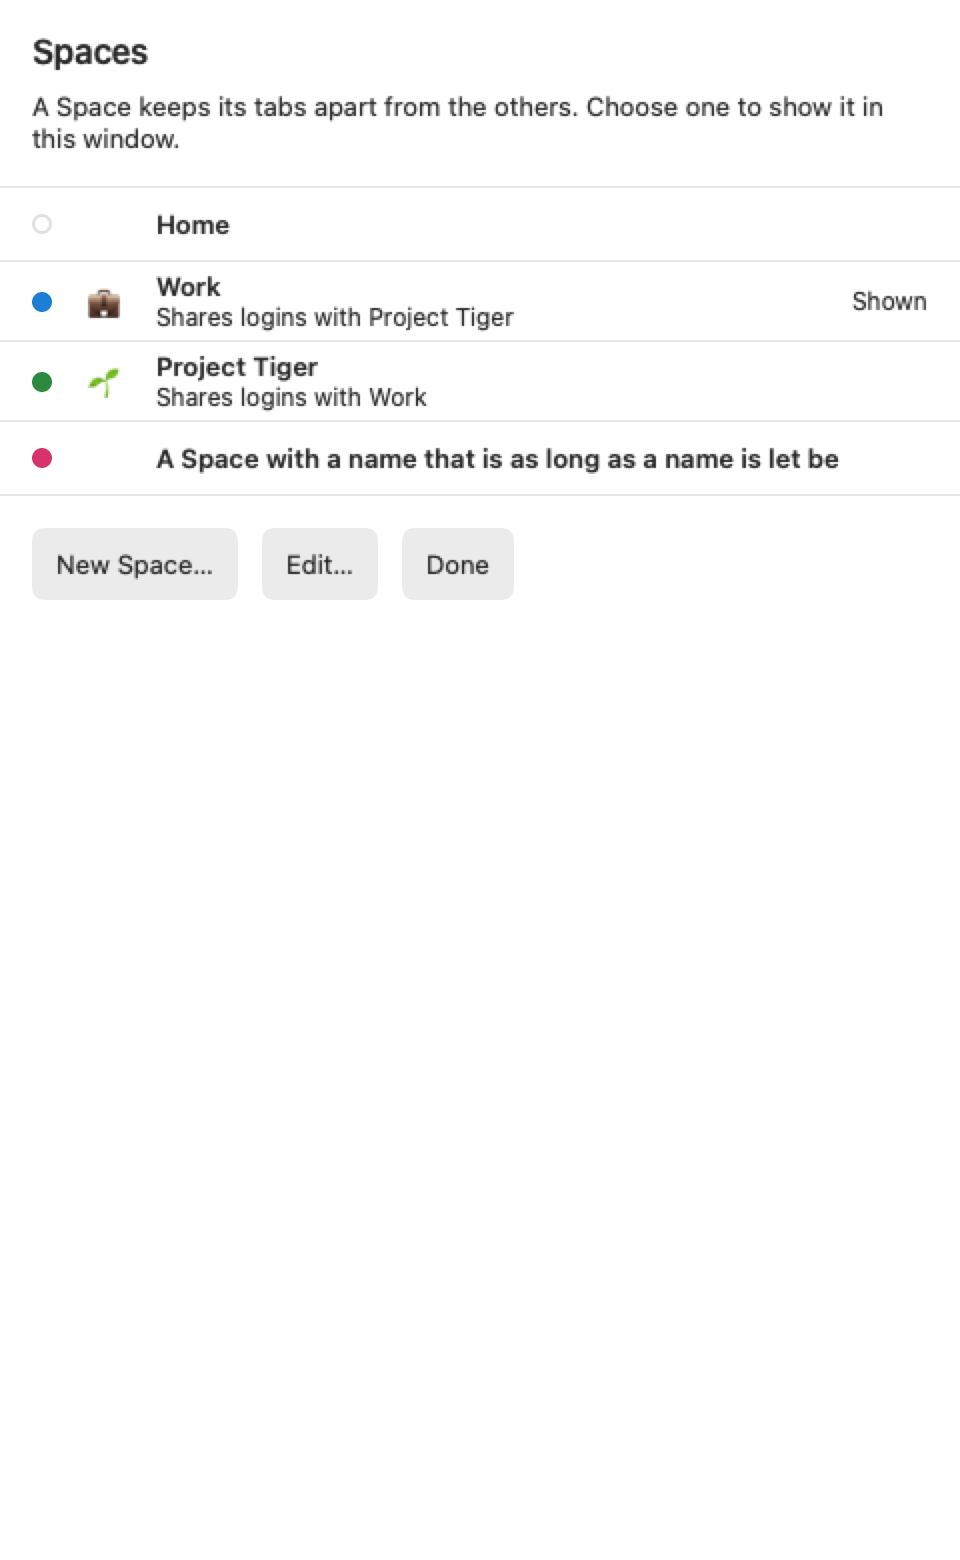 Spaces
A Space keeps its tabs apart from the others. Choose one to show it in
this window.
Home
Work
Shares logins with Project Tiger
Shown
Project Tiger
Shares logins with Work
A Space with a name that is as long as a name is let be
New Space...
Edit...
Done